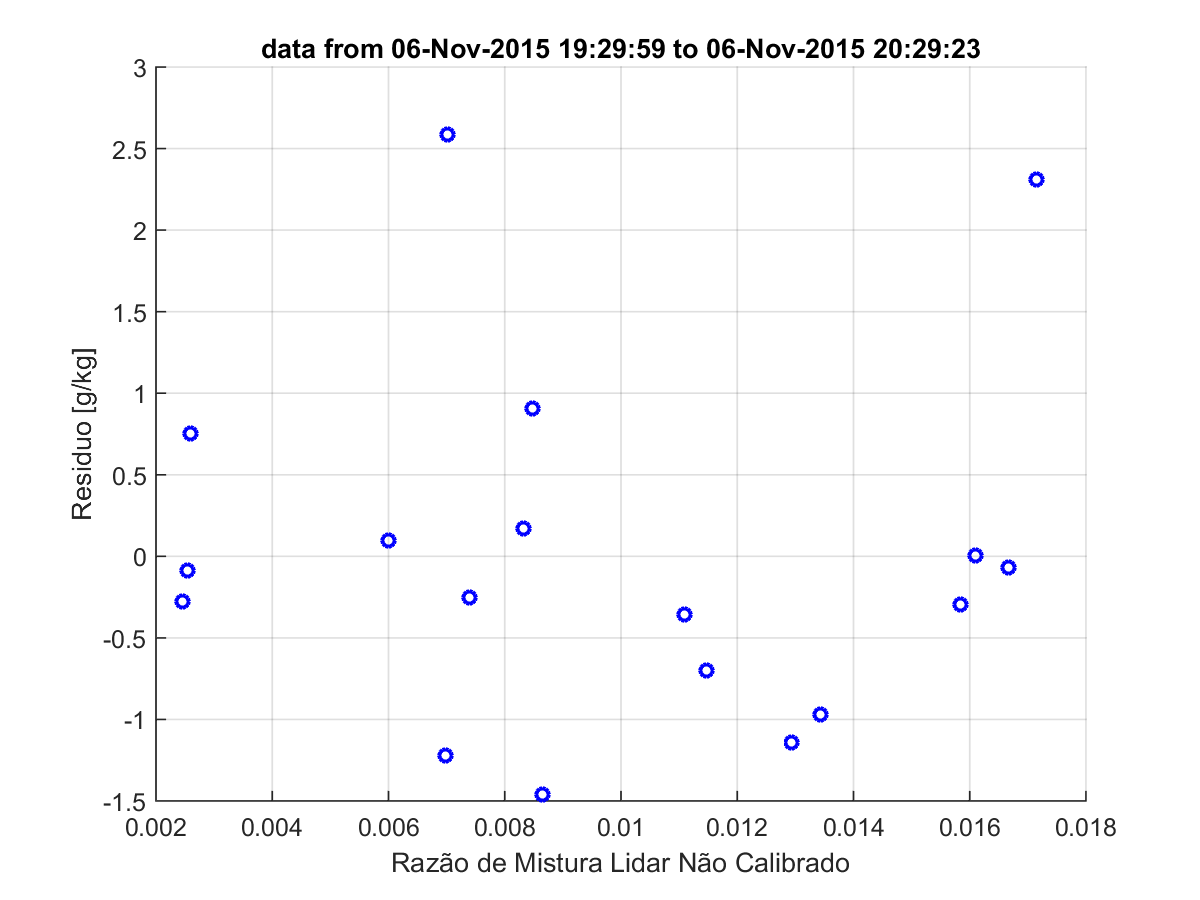 data from 06-Nov-2015 19:29:59 to 06-Nov-2015 20:29:23
3
2.5
2
1.5
1
0.5
0
-0.5
-1
-1.5
Residuo [g/kg]
0.002 0.004 0.006 0.008 0.01 0.012 0.014 0.016 0.018
Razão de Mistura Lidar Não Calibrado